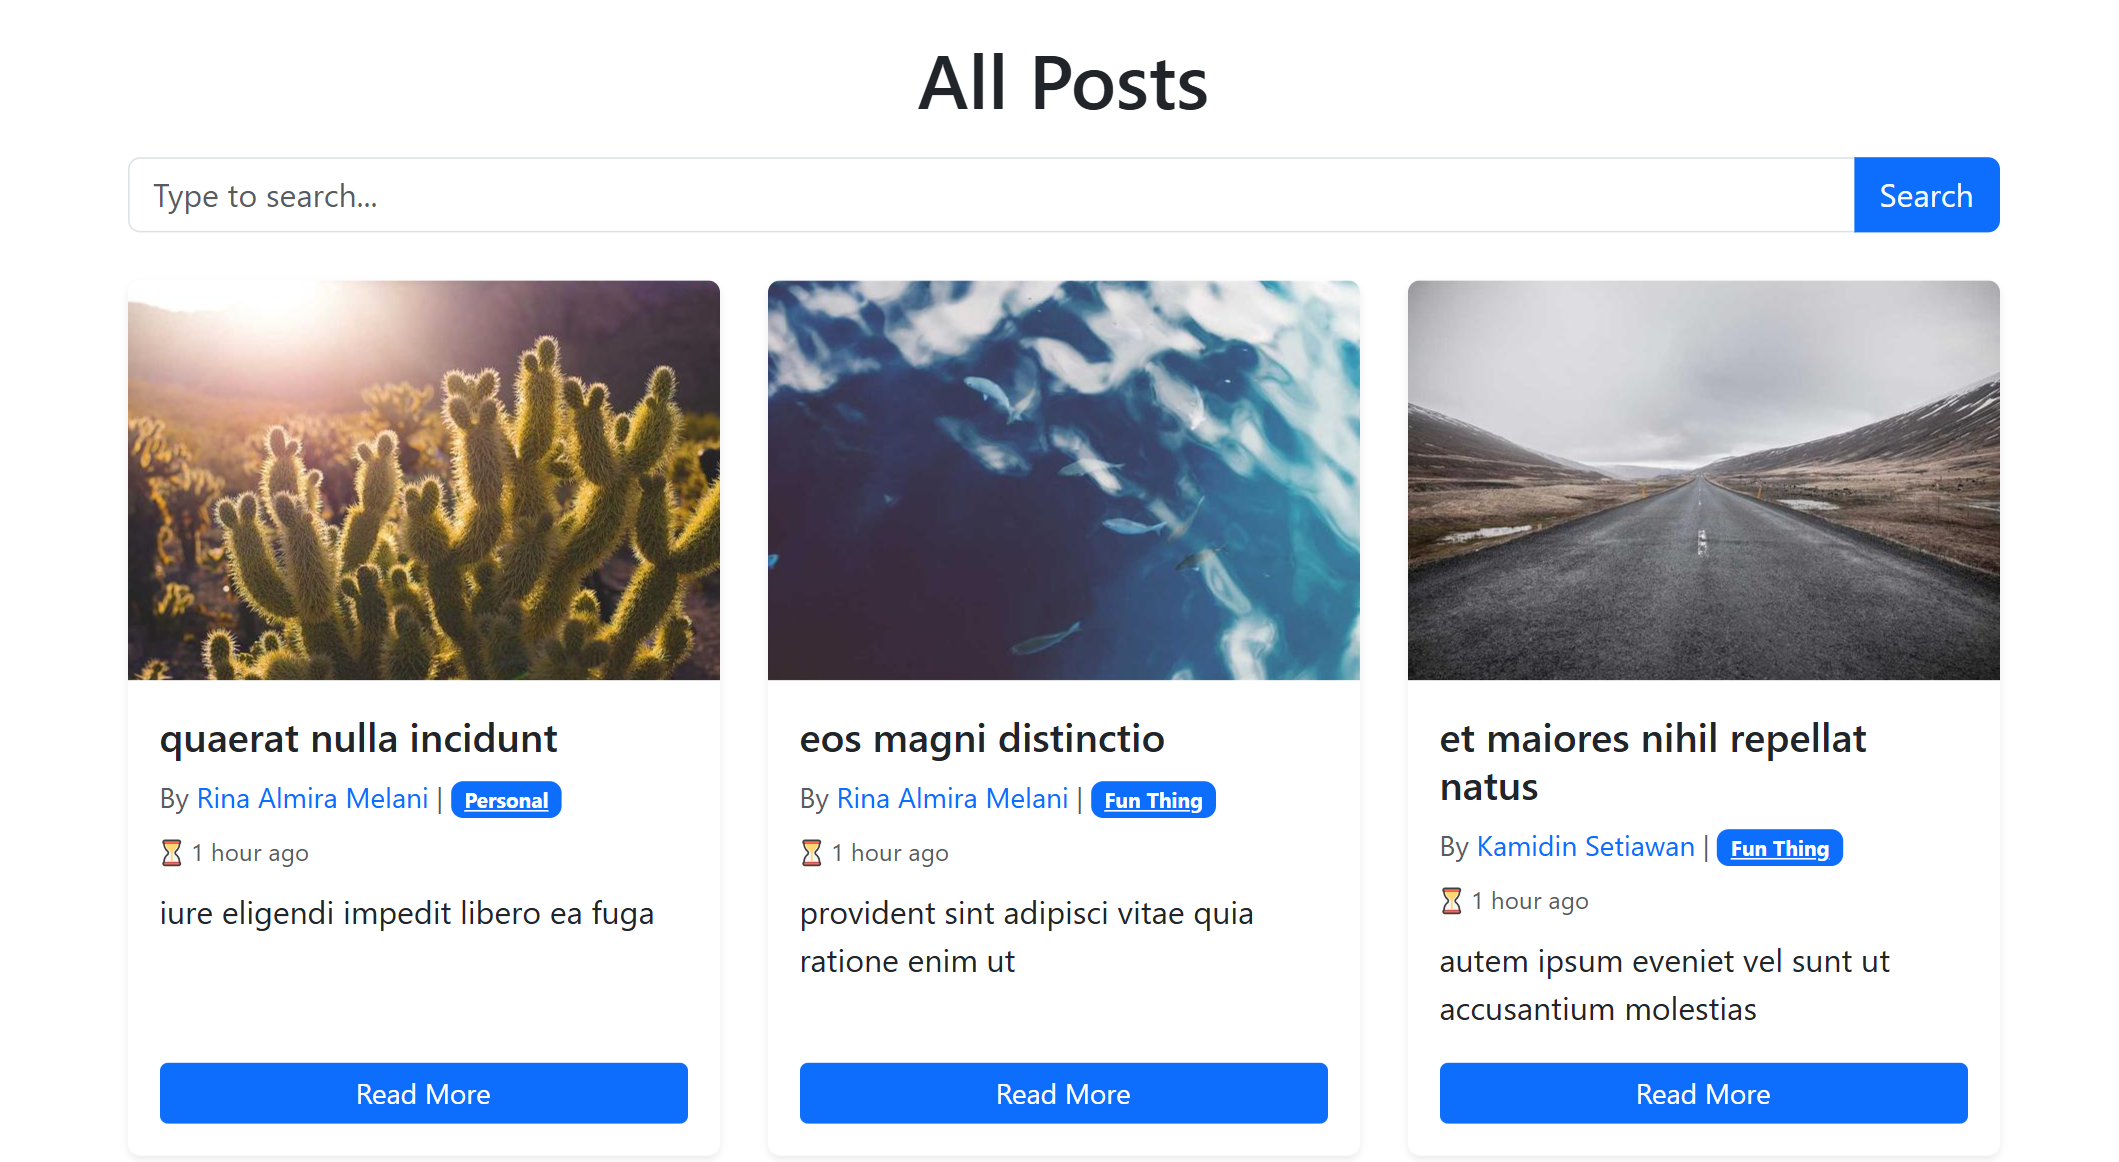 All Posts
Type to search...
Search
quaerat nulla incidunt
By Rina Almira Melani | Personal
⌛ 1 hour ago
iure eligendi impedit libero ea fuga
Read More
eos magni distinctio
By Rina Almira Melani | Fun Thing
⌛ 1 hour ago
provident sint adipisci vitae quia
ratione enim ut
Read More
et maiores nihil repellat
natus
By Kamidin Setiawan | Fun Thing
⌛ 1 hour ago
autem ipsum eveniet vel sunt ut
accusantium molestias
Read More